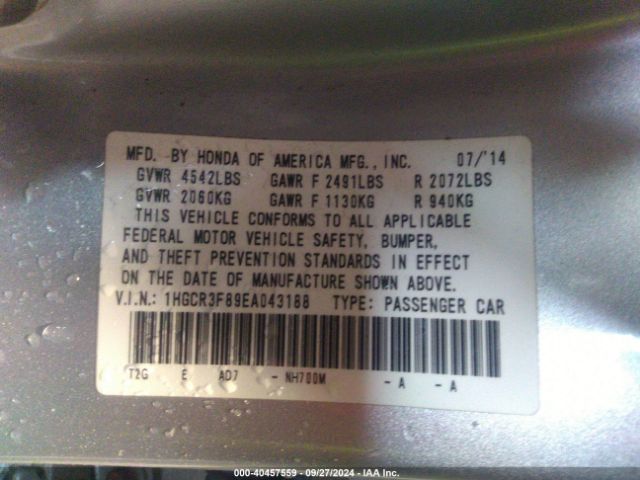 MFD. BY HONDA OF AMERICA MFG., INC. 07/'14
GVWR 4542LBS GAWR F 2491LBS R 2072LBS
GVWR 2060KG GAWR F 1130KG R 940KG
THIS VEHICLE CONFORMS TO ALL APPLICABLE
FEDERAL MOTOR VEHICLE SAFETY, BUMPER,
AND THEFT PREVENTION STANDARDS IN EFFECT
ON THE DATE OF MANUFACTURE SHOWN ABOVE.
V.I.N.: 1HGCR3F89EA043188 TYPE: PASSENGER CAR
T2G E AD7 - NH700M - A - A
000-40457559 - 09/27/2024 - IAA Inc.